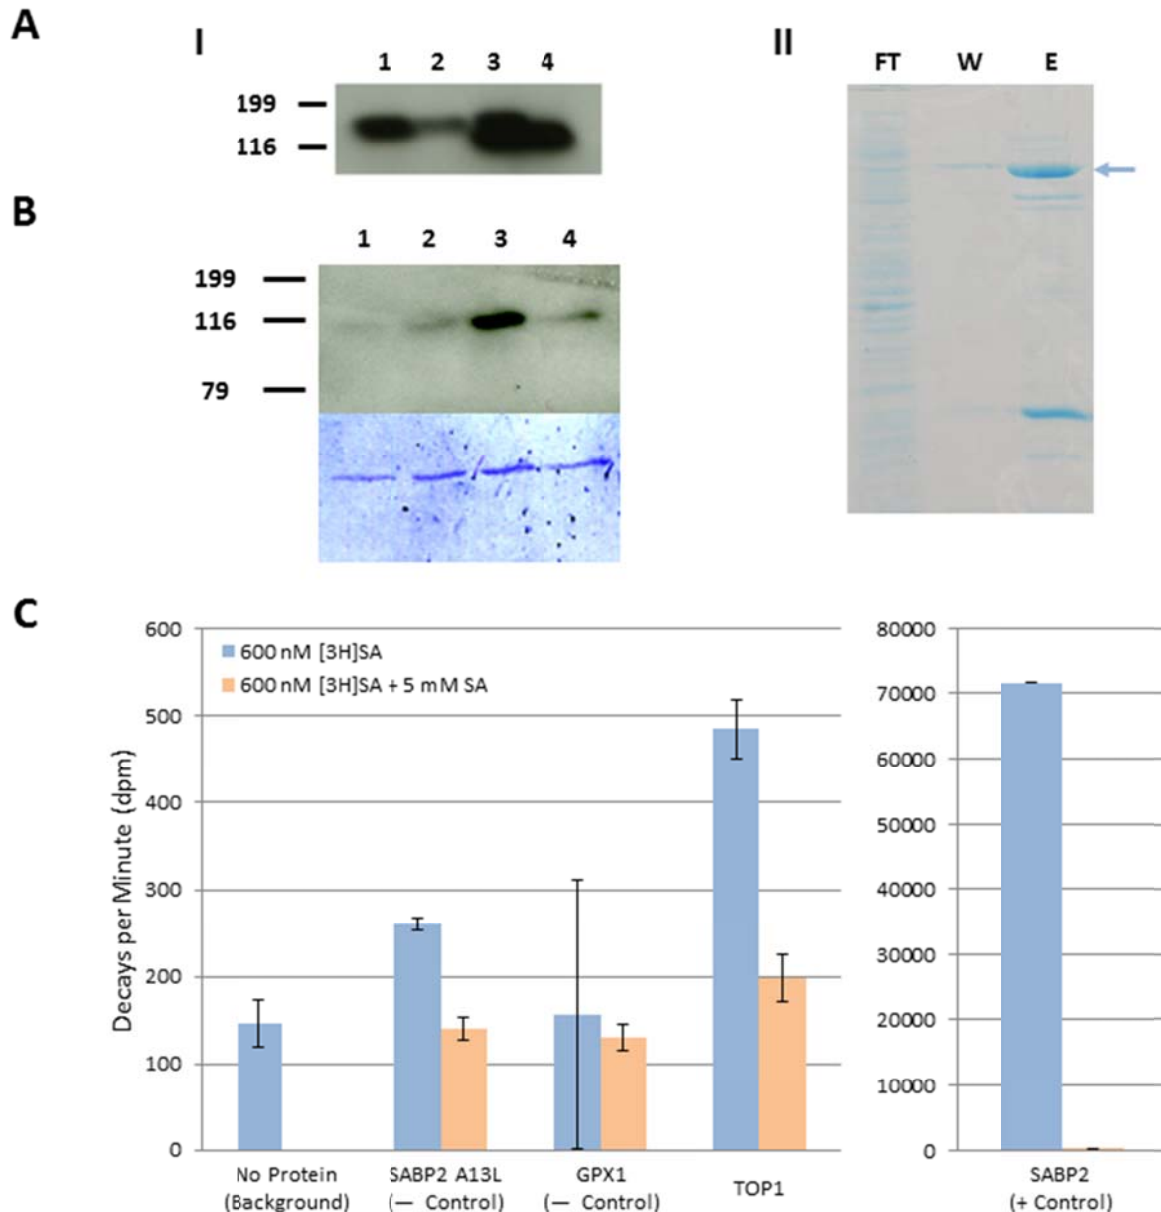 A
I
1 2 3 4
199
116
II
FT W E
B
1 2 3 4
199
116
79
C
600
500
400
300
200
100
0
Decays per Minute (dpm)
600 nM [3H]SA
600 nM [3H]SA + 5 mM SA
No Protein
(Background)
SABP2 A13L
(— Control)
GPX1
(— Control)
TOP1
80000
70000
60000
50000
40000
30000
20000
10000
0
SABP2
(+ Control)